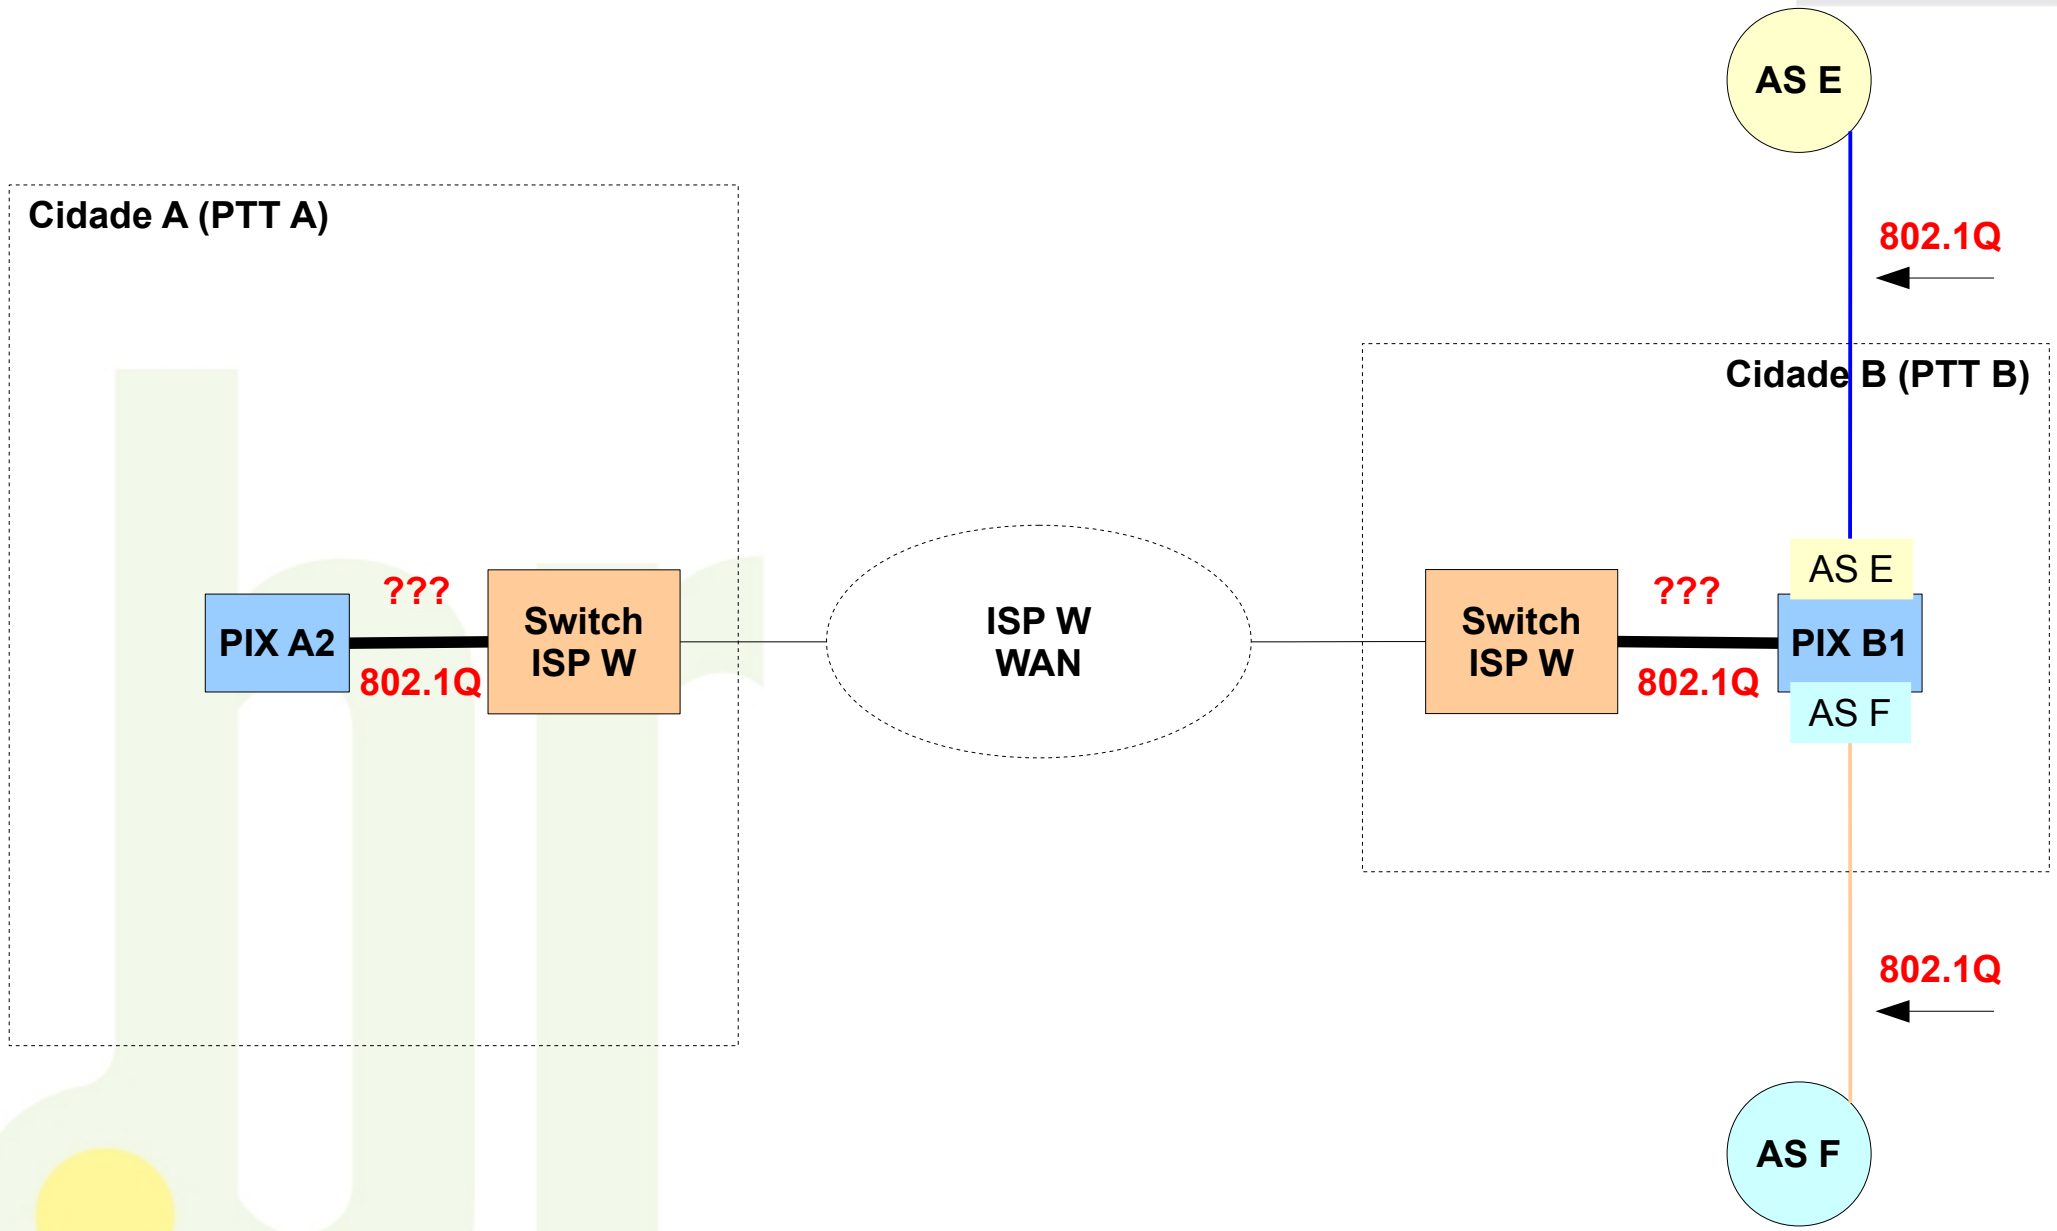 AS E
802.1Q
Cidade A (PTT A)
Cidade B (PTT B)
PIX A2
???
802.1Q
Switch
ISP W
ISP W
WAN
Switch
ISP W
???
802.1Q
AS E
PIX B1
AS F
802.1Q
AS F